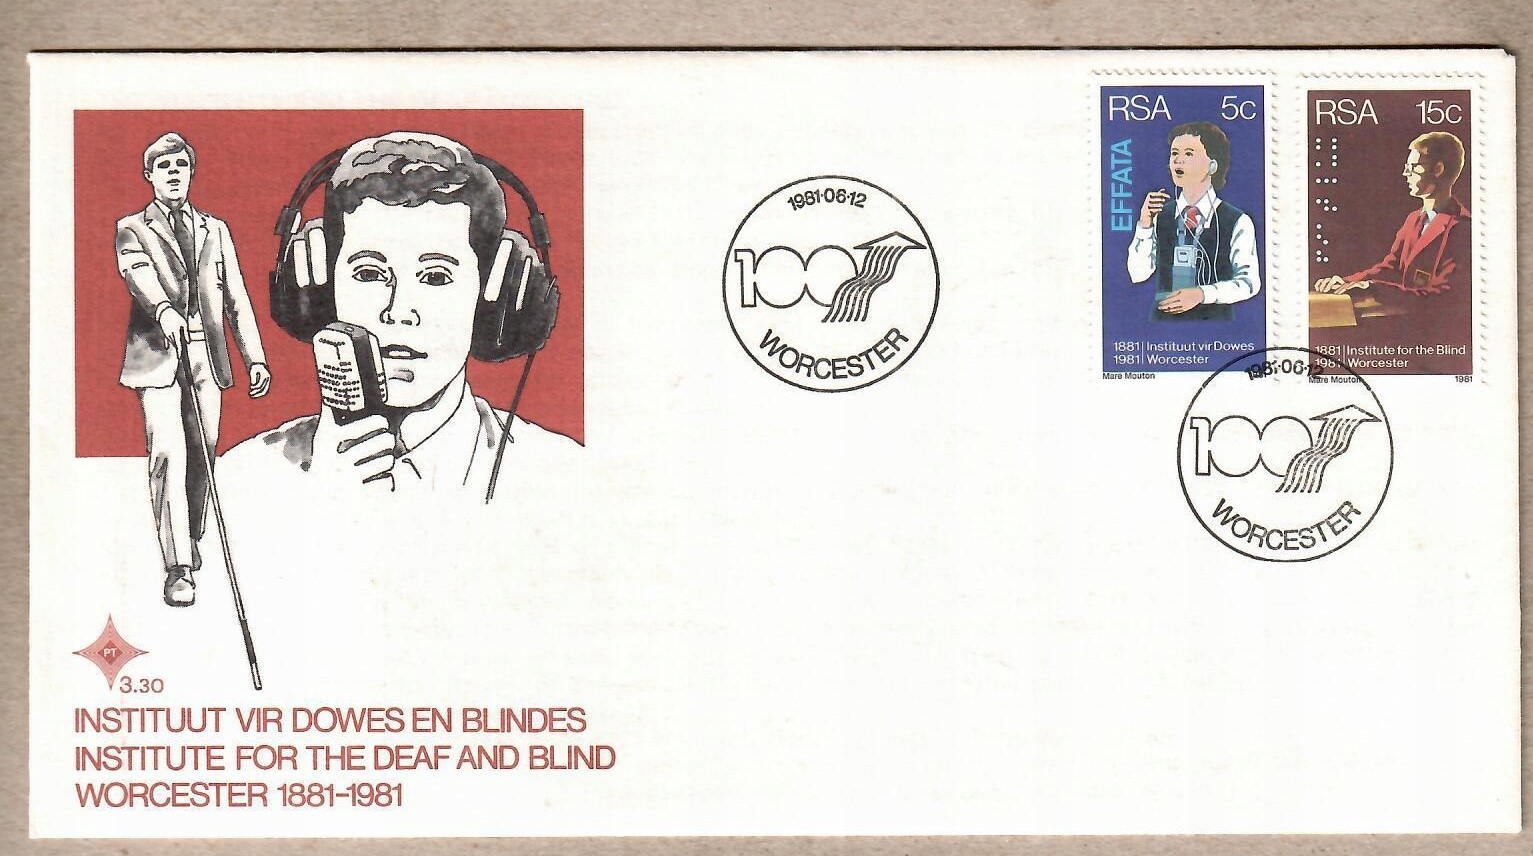 1981·06·12
100
WORCESTER
RSA 5c
EFFATA
1881 Instituut vir Dowes
1981 Worcester
Maré Mouton
RSA 15c
1881 Institute for the Blind
1981 Worcester
Maré Mouton 1981
1981·06·12
100
WORCESTER
PT
3.30
INSTITUUT VIR DOWES EN BLINDES
INSTITUTE FOR THE DEAF AND BLIND
WORCESTER 1881-1981